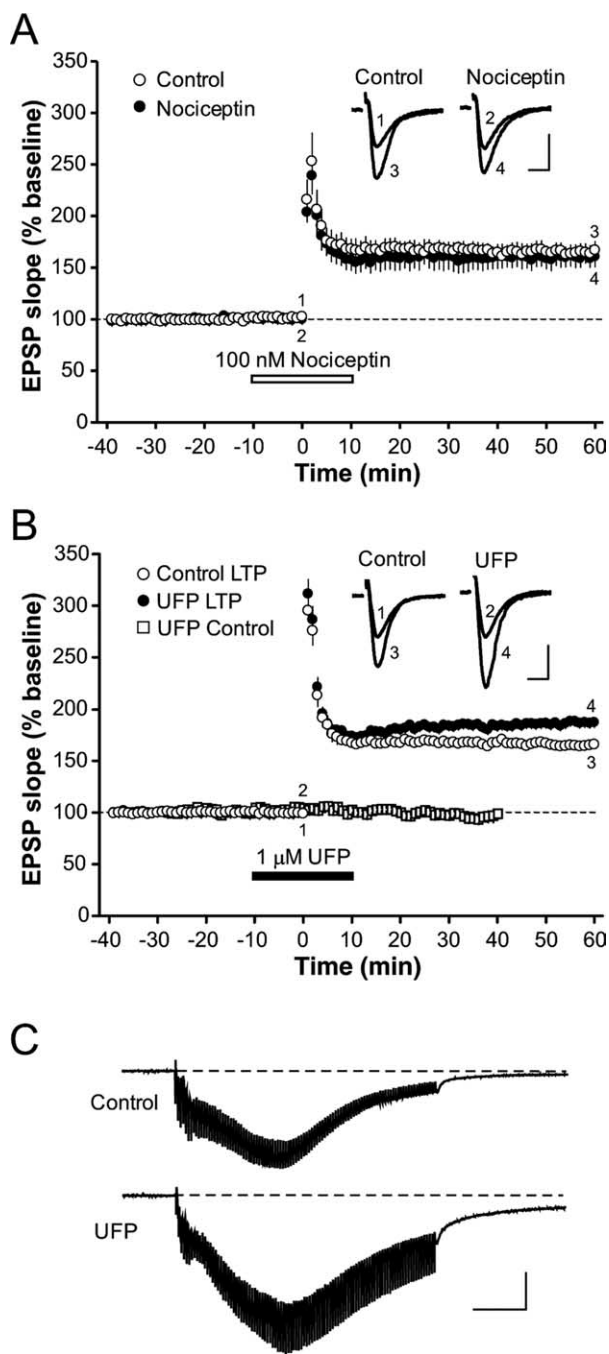 A
350
300
250
200
150
100
50
0
EPSP slope (% baseline)
Control
Nociceptin
Control
Nociceptin
1
3
2
4
3
4
1
2
100 nM Nociceptin
-40 -30 -20 -10 0 10 20 30 40 50 60
Time (min)
B
350
300
250
200
150
100
50
0
EPSP slope (% baseline)
Control LTP
UFP LTP
UFP Control
Control
UFP
1
3
2
4
4
3
2
1
1 µM UFP
-40 -30 -20 -10 0 10 20 30 40 50 60
Time (min)
C
Control
UFP